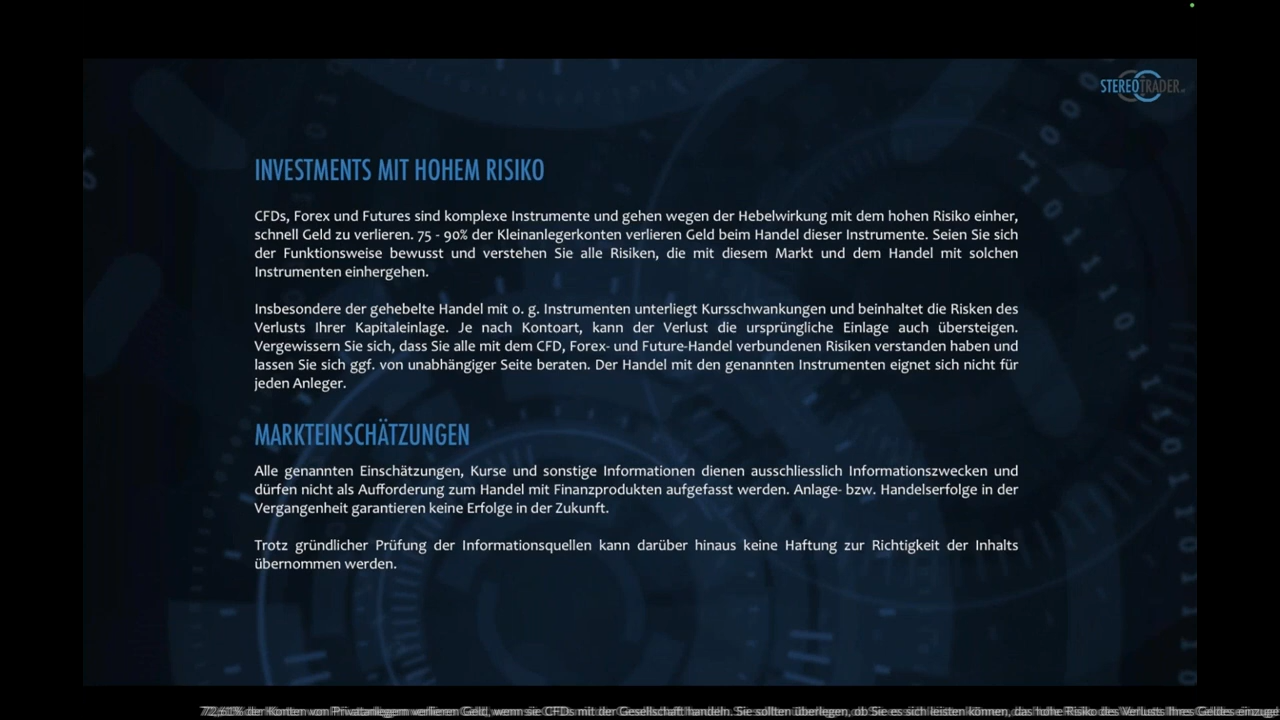 STEREOTRADER
INVESTMENTS MIT HOHEM RISIKO
CFDs, Forex und Futures sind komplexe Instrumente und gehen wegen der Hebelwirkung mit dem hohen Risiko einher,
schnell Geld zu verlieren. 75 - 90% der Kleinanlegerkonten verlieren Geld beim Handel dieser Instrumente. Seien Sie sich
der Funktionsweise bewusst und verstehen Sie alle Risiken, die mit diesem Markt und dem Handel mit solchen
Instrumenten einhergehen.
Insbesondere der gehebelte Handel mit o. g. Instrumenten unterliegt Kursschwankungen und beinhaltet die Risken des
Verlusts Ihrer Kapitaleinlage. Je nach Kontoart, kann der Verlust die ursprüngliche Einlage auch übersteigen.
Vergewissern Sie sich, dass Sie alle mit dem CFD, Forex- und Future-Handel verbundenen Risiken verstanden haben und
lassen Sie sich ggf. von unabhängiger Seite beraten. Der Handel mit den genannten Instrumenten eignet sich nicht für
jeden Anleger.
MARKTEINSCHÄTZUNGEN
Alle genannten Einschätzungen, Kurse und sonstige Informationen dienen ausschliesslich Informationszwecken und
dürfen nicht als Aufforderung zum Handel mit Finanzprodukten aufgefasst werden. Anlage- bzw. Handelserfolge in der
Vergangenheit garantieren keine Erfolge in der Zukunft.
Trotz gründlicher Prüfung der Informationsquellen kann darüber hinaus keine Haftung zur Richtigkeit der Inhalts
übernommen werden.
der Konten von Privatanlegern verlieren Geld, wenn sie CFDs mit der Gesellschaft handeln. Sie sollten überlegen, ob Sie es sich leisten können, das hohe Risiko des Verlusts Ihres Geldes